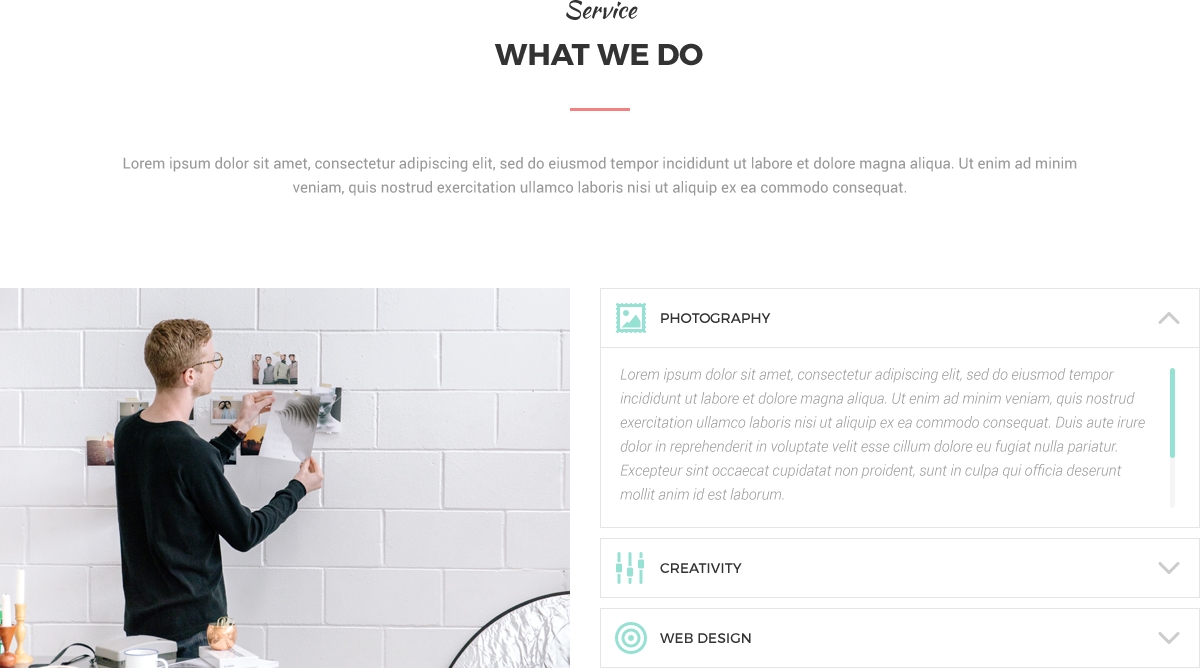 Service
WHAT WE DO
Lorem ipsum dolor sit amet, consectetur adipiscing elit, sed do eiusmod tempor incididunt ut labore et dolore magna aliqua. Ut enim ad minim
veniam, quis nostrud exercitation ullamco laboris nisi ut aliquip ex ea commodo consequat.
PHOTOGRAPHY
Lorem ipsum dolor sit amet, consectetur adipiscing elit, sed do eiusmod tempor
incididunt ut labore et dolore magna aliqua. Ut enim ad minim veniam, quis nostrud
exercitation ullamco laboris nisi ut aliquip ex ea commodo consequat. Duis aute irure
dolor in reprehenderit in voluptate velit esse cillum dolore eu fugiat nulla pariatur.
Excepteur sint occaecat cupidatat non proident, sunt in culpa qui officia deserunt
mollit anim id est laborum.
CREATIVITY
WEB DESIGN